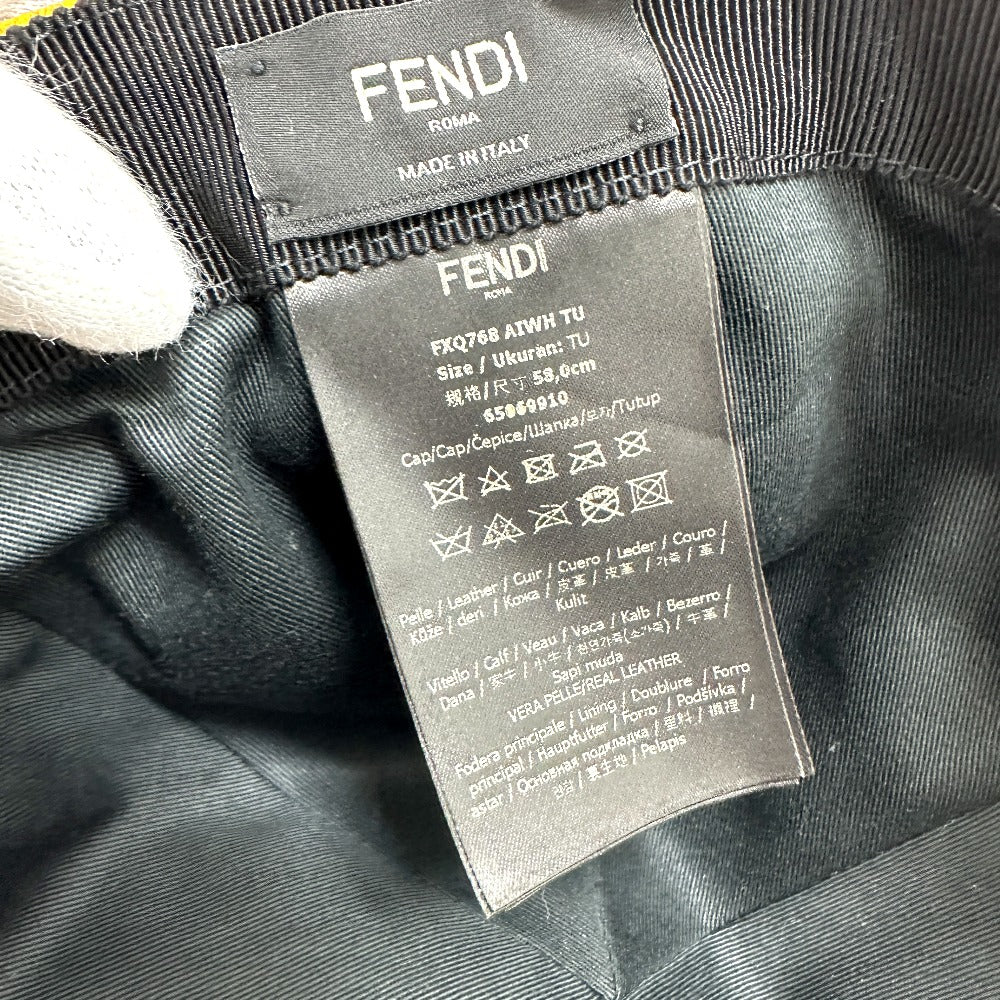 FENDI
ROMA
MADE IN ITALY
FENDI
ROMA
FXQ768 AIWH TU
Size / Ukuran: TU
规格/尺寸 58,0cm
65969910
Cap/Cap/Čepice/Шапка/모자/Tutup
Pelle / Leather / Cuir / Cuero / Leder / Couro /
Kůže / deri / Кожа / 皮革 / 皮革 / 가죽 / 革 /
Kulit
Vitello / Calf / Veau / Vaca / Kalb / Bezerro /
Dana / 家牛 / 小牛 / 천연가죽(소가죽) / 牛革 /
Sapi muda
VERA PELLE/REAL LEATHER
Fodera principale / Lining / Doublure / Forro
principal / Hauptfutter / Forro / Podšívka /
astar / Основная подкладка / 里料 / 襯裡 /
안감 / 裏生地 / Pelapis